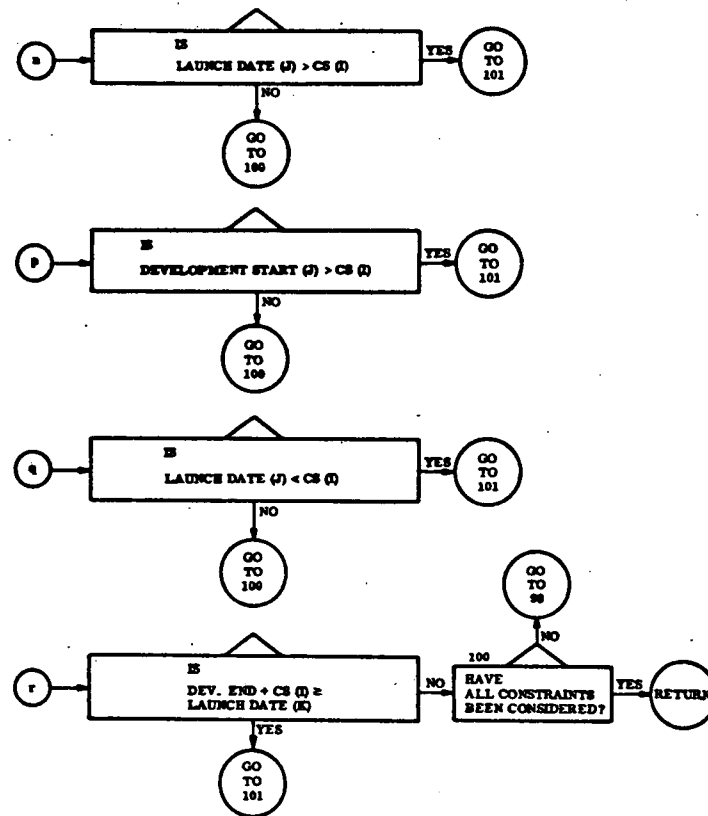 IS
n
LAUNCH DATE (J) > CS (I)
YES
GO
TO
101
NO
GO
TO
100
IS
P
DEVELOPMENT START (J) > CS (I)
YES
GO
TO
101
NO
GO
TO
100
IS
q
LAUNCH DATE (J) < CS (I)
YES
GO
TO
101
NO
GO
TO
100
GO
TO
98
NO
IS
r
DEV. END + CS (I) ≥
LAUNCH DATE (K)
NO
100
HAVE
ALL CONSTRAINTS
BEEN CONSIDERED?
YES
RETURN
YES
GO
TO
101